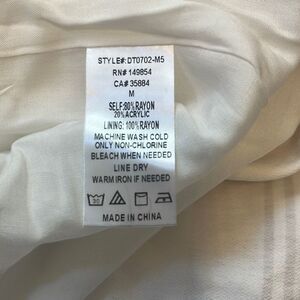 STYLE#:DT0702-M5
RN# 149854
CA# 35884
M
SELF:80%RAYON
20%ACRYLIC
LINING: 100%RAYON
MACHINE WASH COLD
ONLY NON-CHLORINE
BLEACH WHEN NEEDED
LINE DRY
WARM IRON IF NEEDED
30
MADE IN CHINA